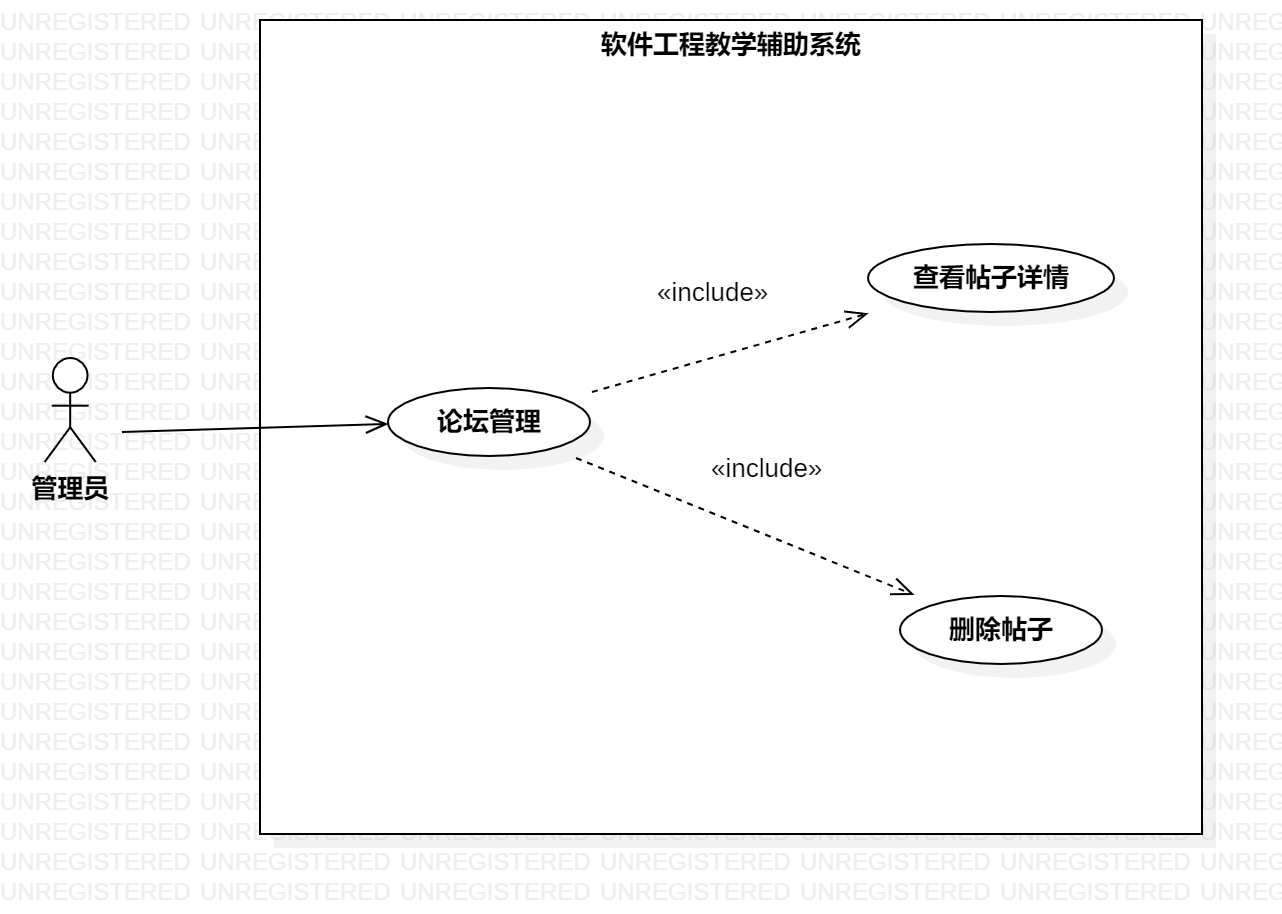 软件工程教学辅助系统
查看帖子详情
«include»
论坛管理
«include»
管理员
删除帖子
UNREGISTERED